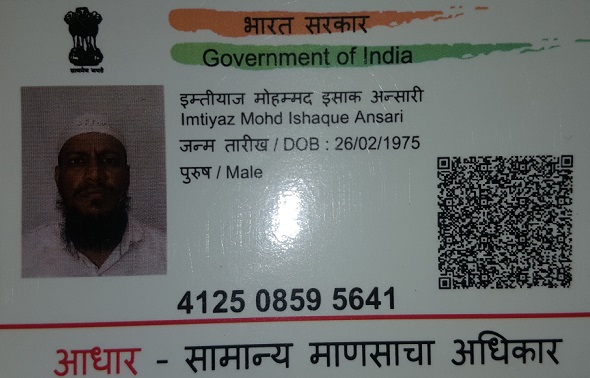 भारत सरकार
Government of India
सत्यमेव जयते
इम्तीयाज मोहम्मद इसाक अन्सारी
Imtiyaz Mohd Ishaque Ansari
जन्म तारीख / DOB : 26/02/1975
पुरुष / Male
4125 0859 5641
आधार - सामान्य माणसाचा अधिकार